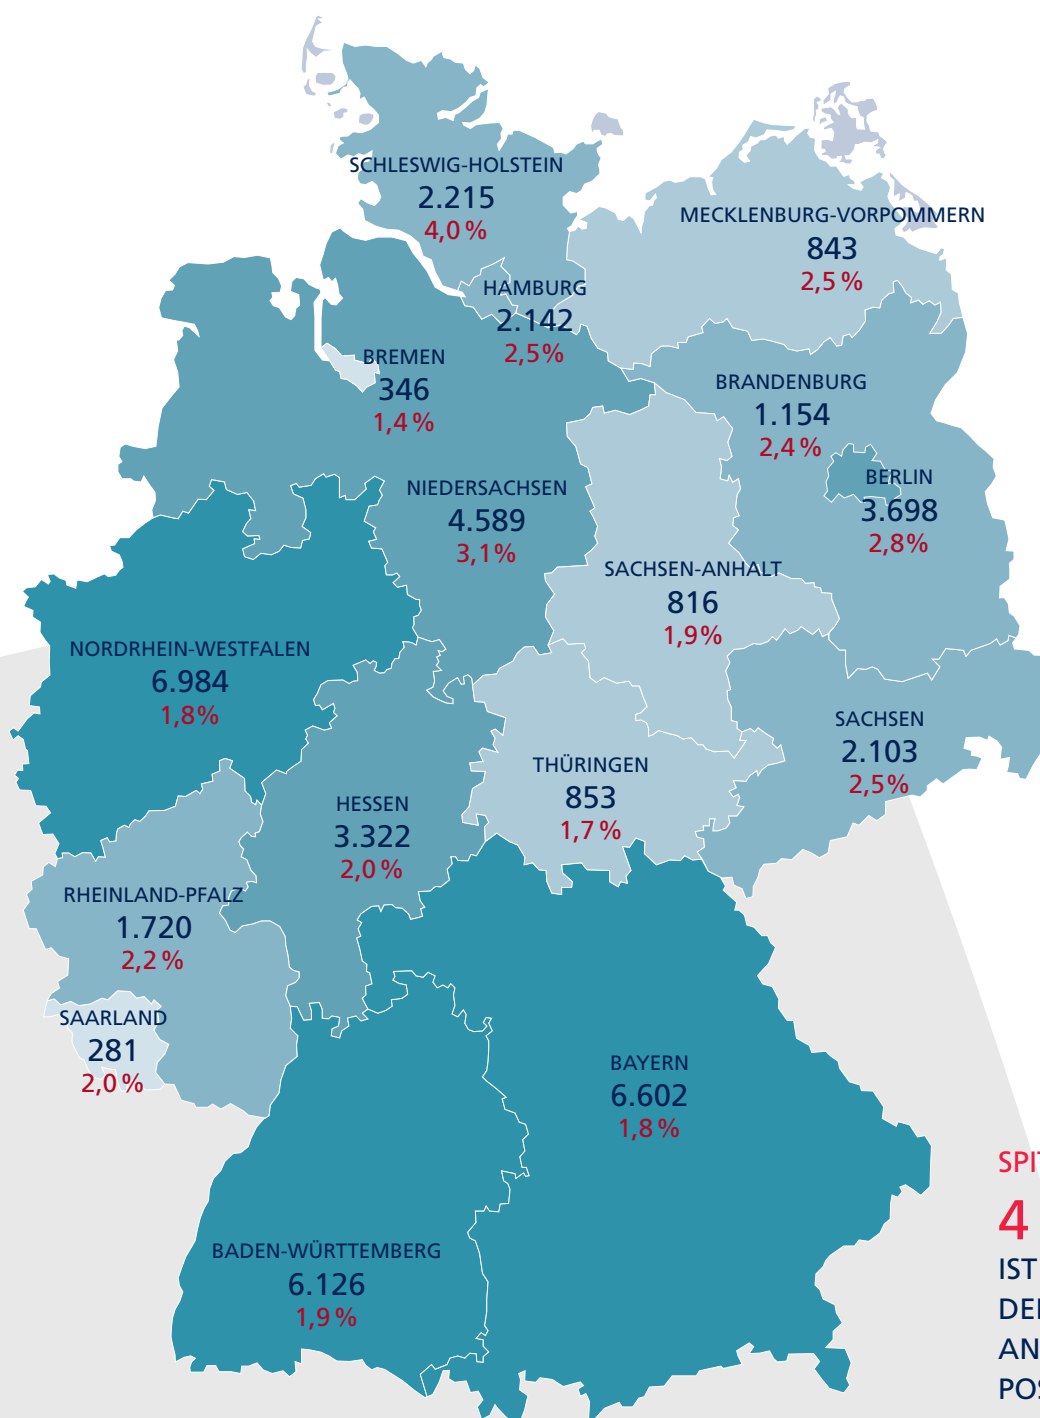 SCHLESWIG-HOLSTEIN
2.215
4,0 %
MECKLENBURG-VORPOMMERN
843
2,5 %
HAMBURG
2.142
2,5%
BREMEN
346
1,4 %
BRANDENBURG
1.154
2,4 %
BERLIN
3.698
2,8%
NIEDERSACHSEN
4.589
3,1%
SACHSEN-ANHALT
816
1,9%
NORDRHEIN-WESTFALEN
6.984
1,8%
SACHSEN
2.103
2,5%
THÜRINGEN
853
1,7 %
HESSEN
3.322
2,0 %
RHEINLAND-PFALZ
1.720
2,2 %
SAARLAND
281
2,0 %
BAYERN
6.602
1,8 %
BADEN-WÜRTTEMBERG
6.126
1,9 %
4
IST